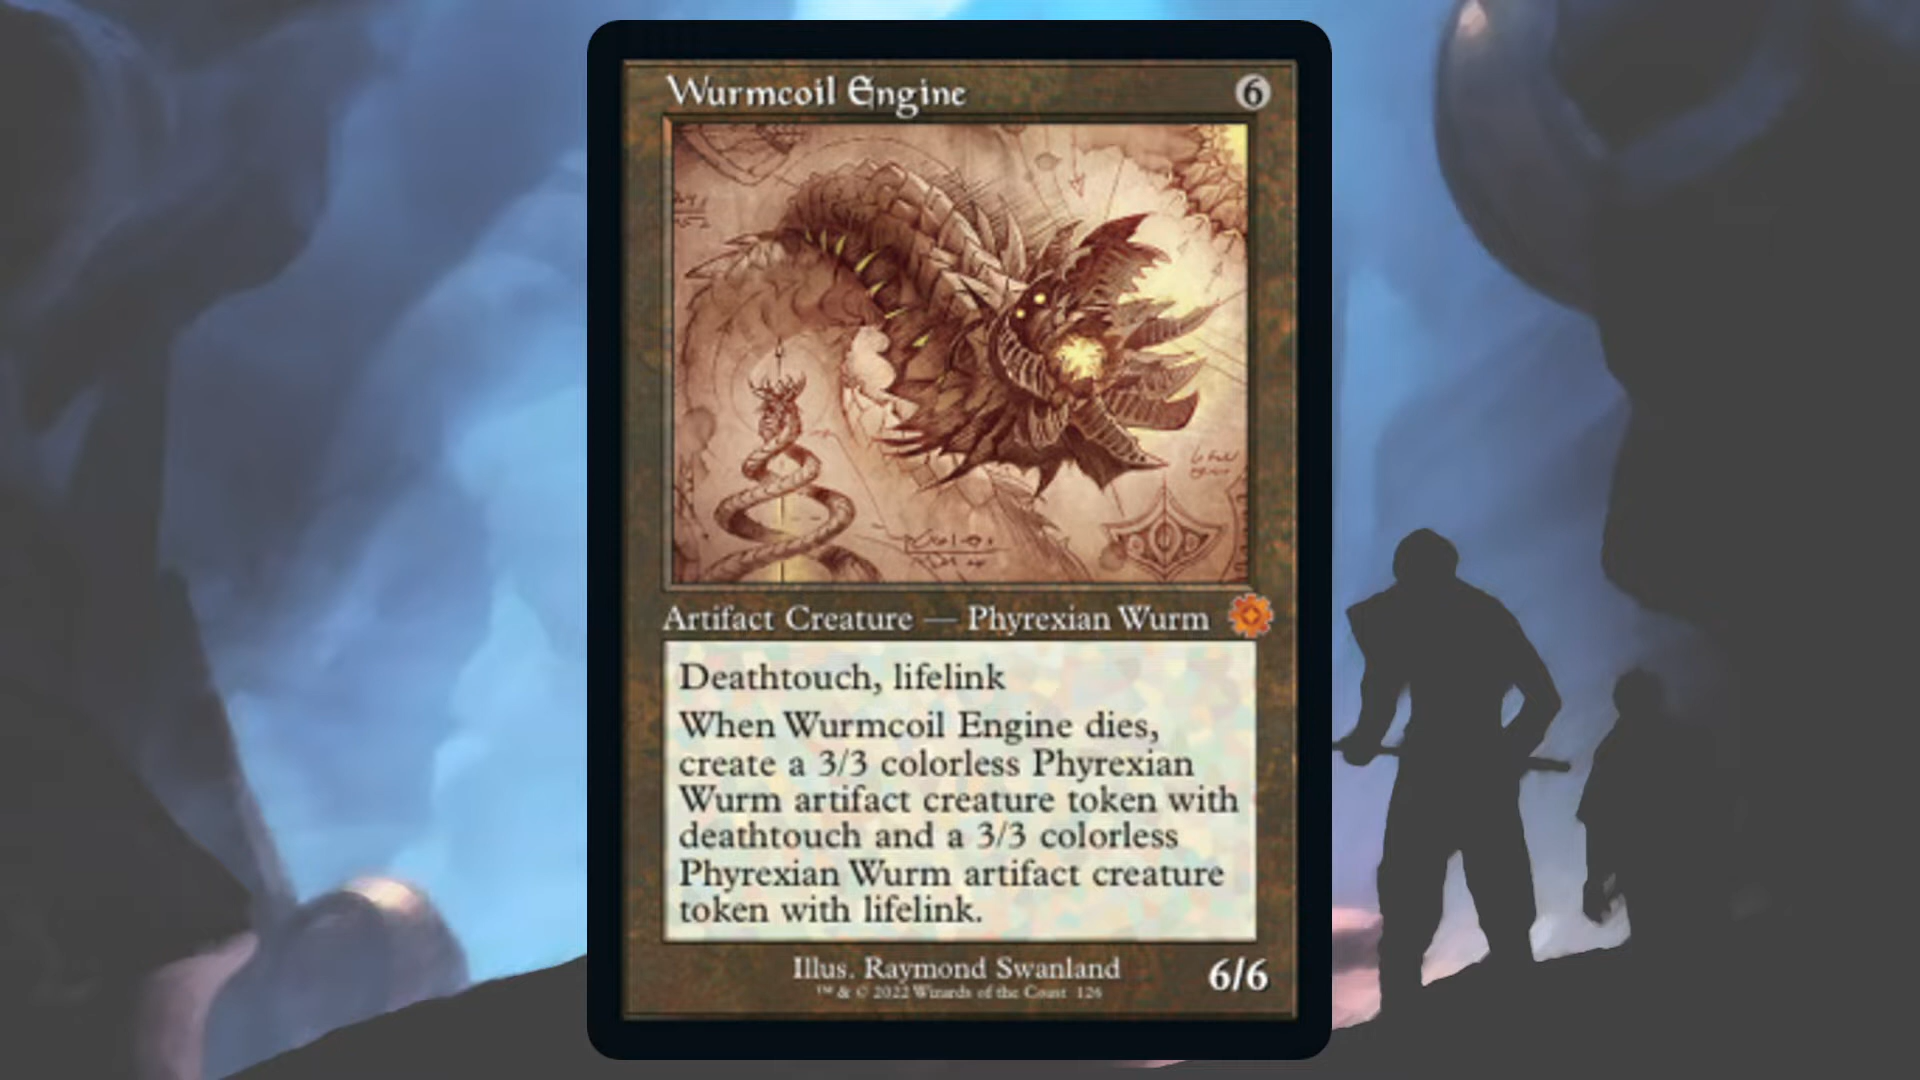 Wurmcoil Engine 6
Artifact Creature — Phyrexian Wurm
Deathtouch, lifelink
When Wurmcoil Engine dies,
create a 3/3 colorless Phyrexian
Wurm artifact creature token with
deathtouch and a 3/3 colorless
Phyrexian Wurm artifact creature
token with lifelink.
Illus. Raymond Swanland
6/6
™ & © 2022 Wizards of the Coast 126